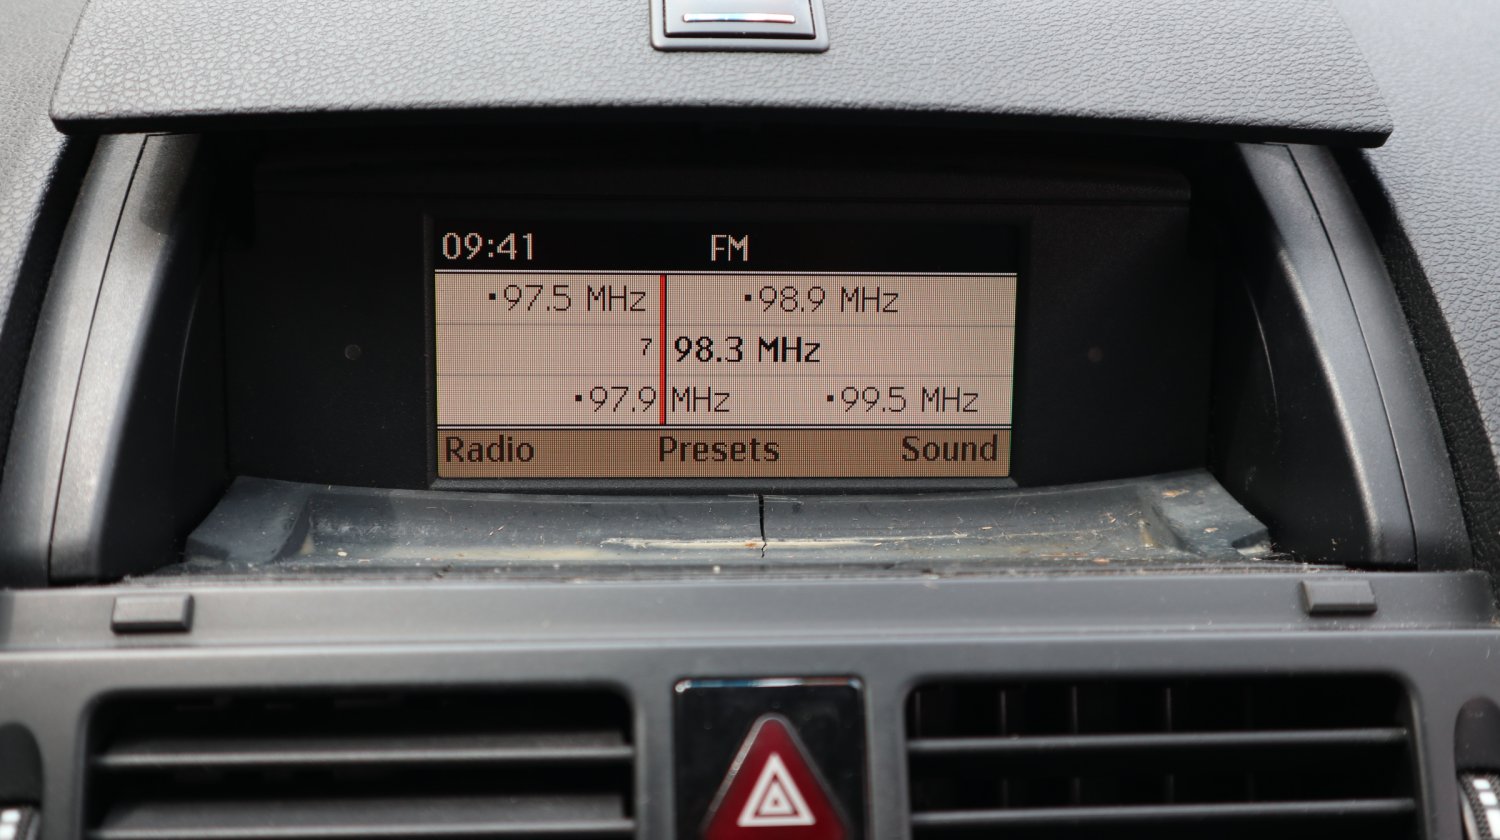 09:41 FM
▪97.5 MHz ▪98.9 MHz
7 98.3 MHz
▪97.9 MHz ▪99.5 MHz
Radio Presets Sound